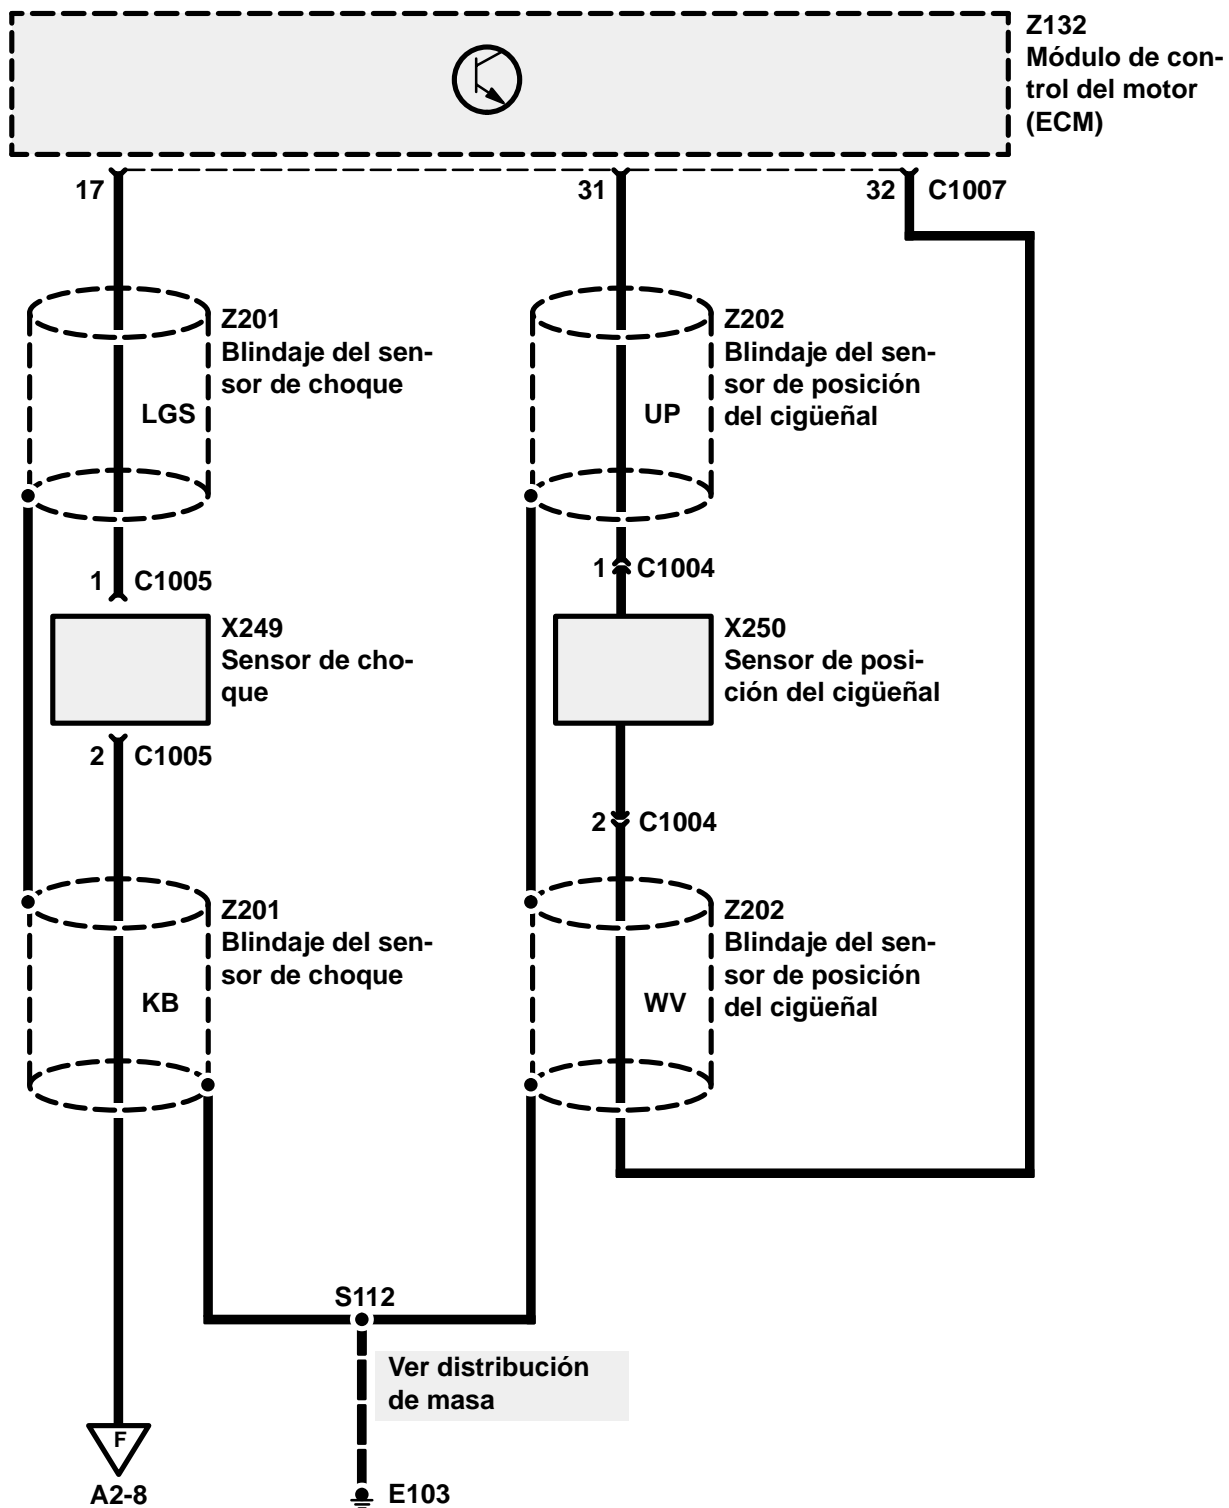 Z132
Módulo de con-
trol del motor
(ECM)
17
31
32
C1007
Z201
Blindaje del sen-
sor de choque
LGS
Z202
Blindaje del sen-
sor de posición
del cigüeñal
UP
1
C1005
1
C1004
X249
Sensor de cho-
que
X250
Sensor de posi-
ción del cigüeñal
2
C1005
2
C1004
Z201
Blindaje del sen-
sor de choque
KB
Z202
Blindaje del sen-
sor de posición
del cigüeñal
WV
S112
Ver distribución
de masa
F
A2-8
E103